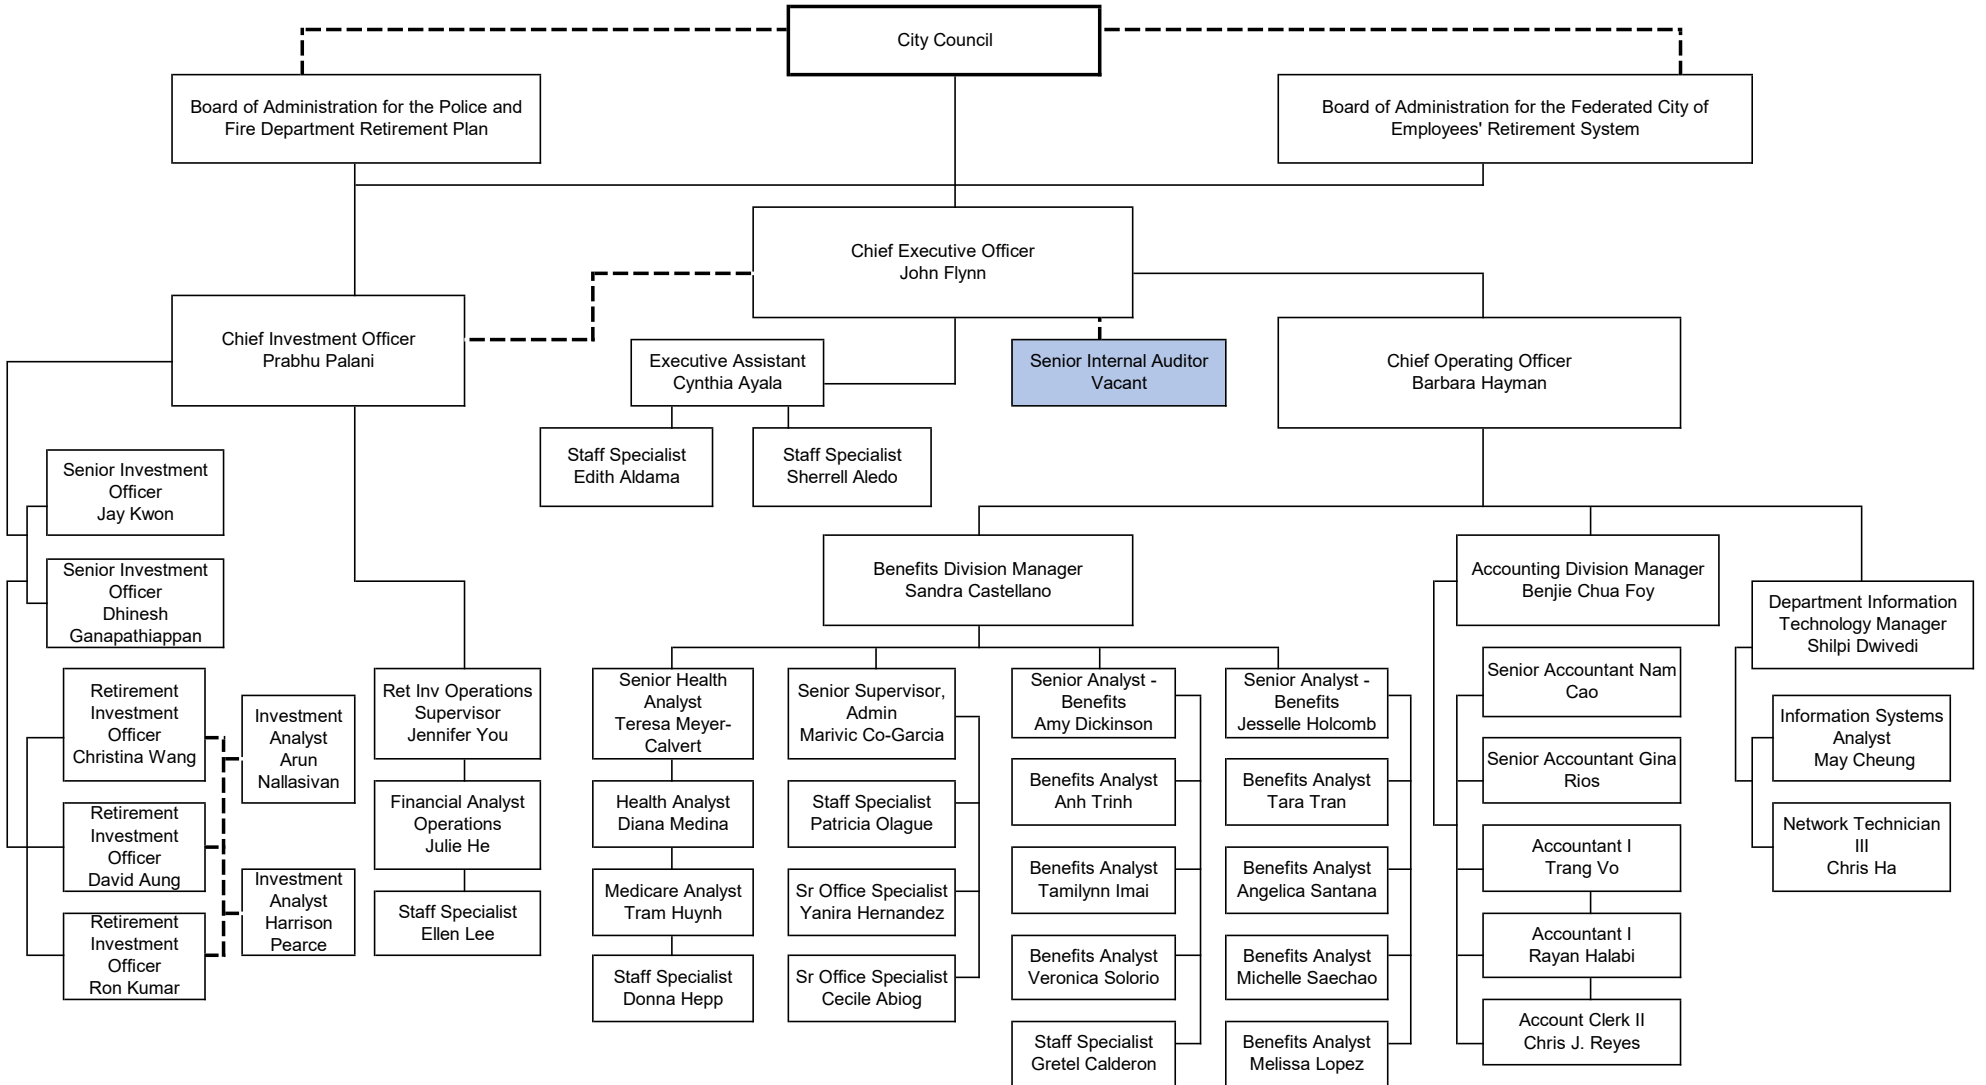 City Council
Board of Administration for the Police and
Fire Department Retirement Plan
Board of Administration for the Federated City of
Employees' Retirement System
Chief Executive Officer
John Flynn
Chief Investment Officer
Prabhu Palani
Executive Assistant
Cynthia Ayala
Senior Internal Auditor
Vacant
Chief Operating Officer
Barbara Hayman
Staff Specialist
Edith Aldama
Staff Specialist
Sherrell Aledo
Senior Investment
Officer
Jay Kwon
Senior Investment
Officer
Dhinesh
Ganapathiappan
Benefits Division Manager
Sandra Castellano
Accounting Division Manager
Benjie Chua Foy
Department Information
Technology Manager
Shilpi Dwivedi
Retirement
Investment
Officer
Christina Wang
Retirement
Investment
Officer
David Aung
Retirement
Investment
Officer
Ron Kumar
Investment
Analyst
Arun
Nallasivan
Investment
Analyst
Harrison
Pearce
Ret Inv Operations
Supervisor
Jennifer You
Financial Analyst
Operations
Julie He
Staff Specialist
Ellen Lee
Senior Health
Analyst
Teresa Meyer-
Calvert
Health Analyst
Diana Medina
Medicare Analyst
Tram Huynh
Staff Specialist
Donna Hepp
Senior Supervisor,
Admin
Marivic Co-Garcia
Staff Specialist
Patricia Olague
Sr Office Specialist
Yanira Hernandez
Sr Office Specialist
Cecile Abiog
Senior Analyst -
Benefits
Amy Dickinson
Benefits Analyst
Anh Trinh
Benefits Analyst
Tamilynn Imai
Benefits Analyst
Veronica Solorio
Staff Specialist
Gretel Calderon
Senior Analyst -
Benefits
Jesselle Holcomb
Benefits Analyst
Tara Tran
Benefits Analyst
Angelica Santana
Benefits Analyst
Michelle Saechao
Benefits Analyst
Melissa Lopez
Senior Accountant Nam
Cao
Senior Accountant Gina
Rios
Accountant I
Trang Vo
Accountant I
Rayan Halabi
Account Clerk II
Chris J. Reyes
Information Systems
Analyst
May Cheung
Network Technician
III
Chris Ha